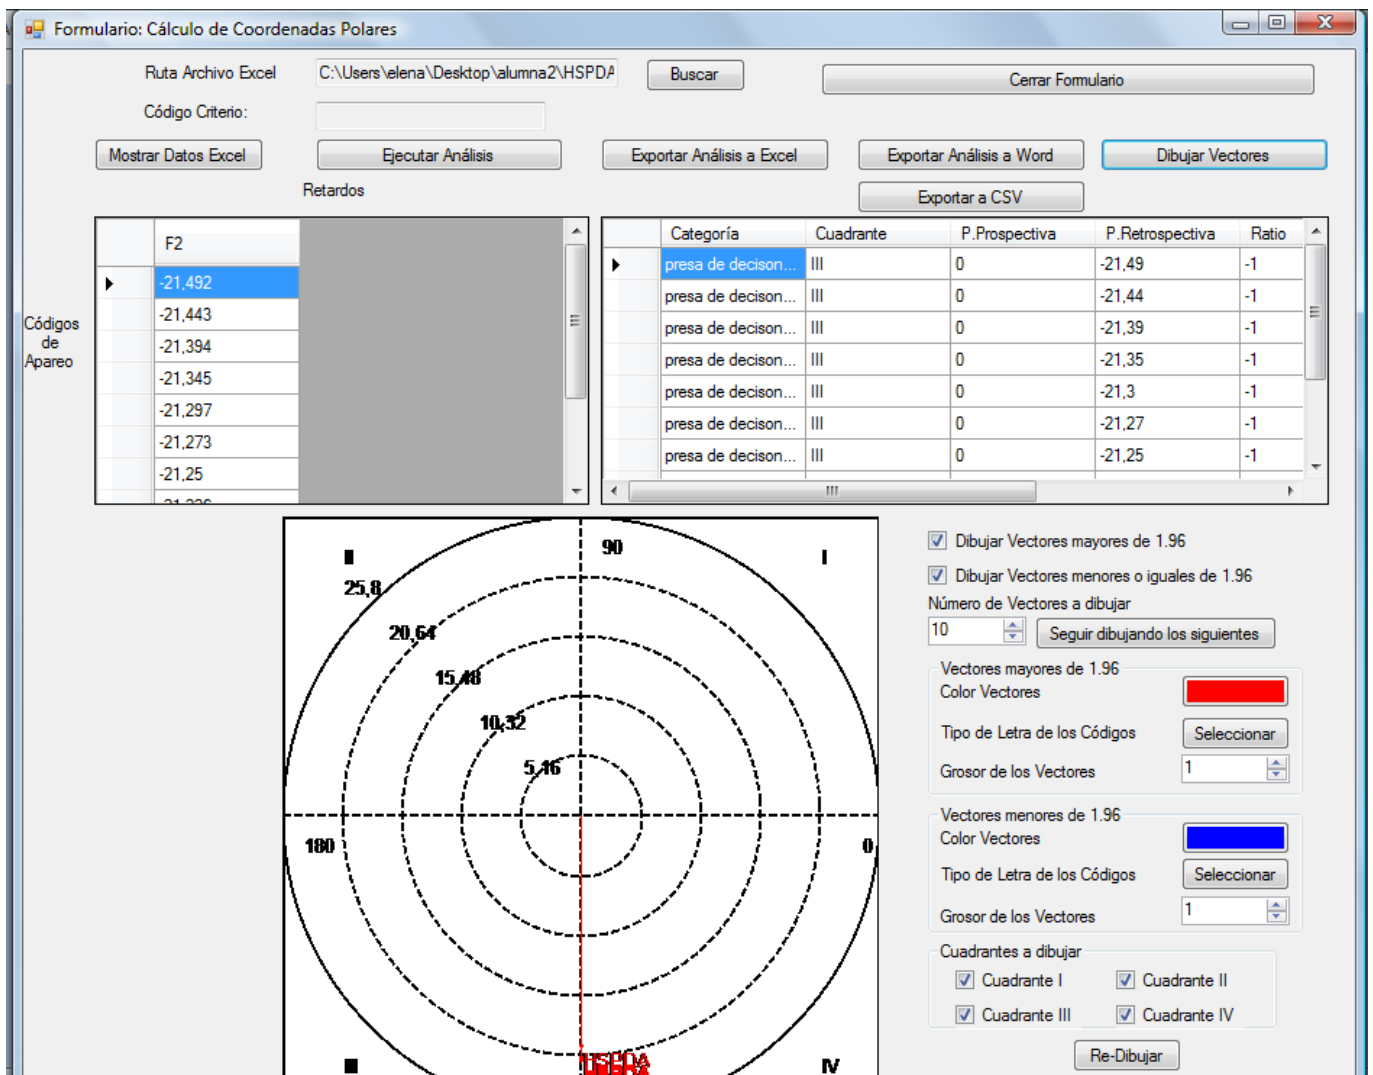 Formulario: Cálculo de Coordenadas Polares
Ruta Archivo Excel C:\Users\elena\Desktop\alumna2\HSPDA Buscar Cerrar Formulario
Código Criterio:
Mostrar Datos Excel Ejecutar Análisis Exportar Análisis a Excel Exportar Análisis a Word Dibujar Vectores
Retardos Exportar a CSV
Códigos
de
Apareo
F2
-21,492
-21,443
-21,394
-21,345
-21,297
-21,273
-21,25
Categoría Cuadrante P.Prospectiva P.Retrospectiva Ratio
presa de decison... III 0 -21,49 -1
presa de decison... III 0 -21,44 -1
presa de decison... III 0 -21,39 -1
presa de decison... III 0 -21,35 -1
presa de decison... III 0 -21,3 -1
presa de decison... III 0 -21,27 -1
presa de decison... III 0 -21,25 -1
II 90 I
25,8
20,64
15,48
10,32
5,16
180 0
HSPDA
III IV
Dibujar Vectores mayores de 1.96
Dibujar Vectores menores o iguales de 1.96
Número de Vectores a dibujar
10 Seguir dibujando los siguientes
Vectores mayores de 1.96
Color Vectores
Tipo de Letra de los Códigos Seleccionar
Grosor de los Vectores 1
Vectores menores de 1.96
Color Vectores
Tipo de Letra de los Códigos Seleccionar
Grosor de los Vectores 1
Cuadrantes a dibujar
Cuadrante I Cuadrante II
Cuadrante III Cuadrante IV
Re-Dibujar